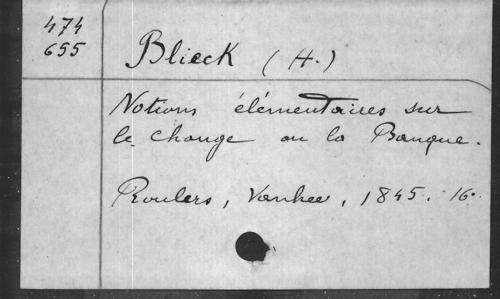 474
655
Blieck (H.)
Notions élémentaires sur
le change ou la Banque.
Roulers, Vanhee, 1845. 16°